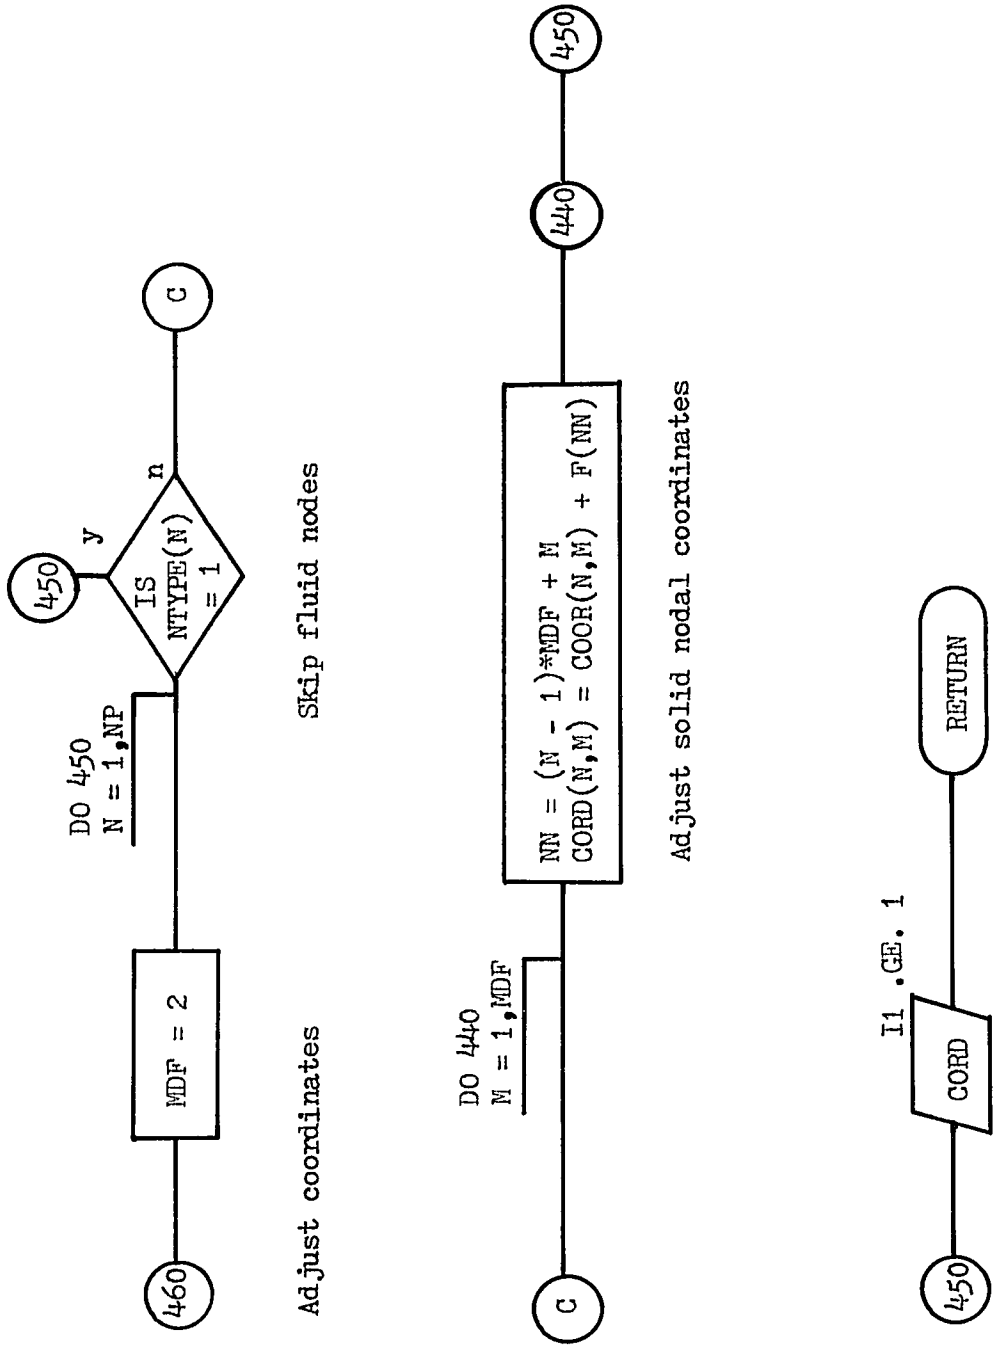 460
MDF = 2
Adjust coordinates
DO 450
N = 1,NP
450
y
IS
NTYPE(N)
= 1
n
Skip fluid nodes
C
C
DO 440
M = 1,MDF
NN = (N - 1)*MDF + M
CORD(N,M) = COOR(N,M) + F(NN)
Adjust solid nodal coordinates
440
450
450
I1 .GE. 1
CORD
RETURN